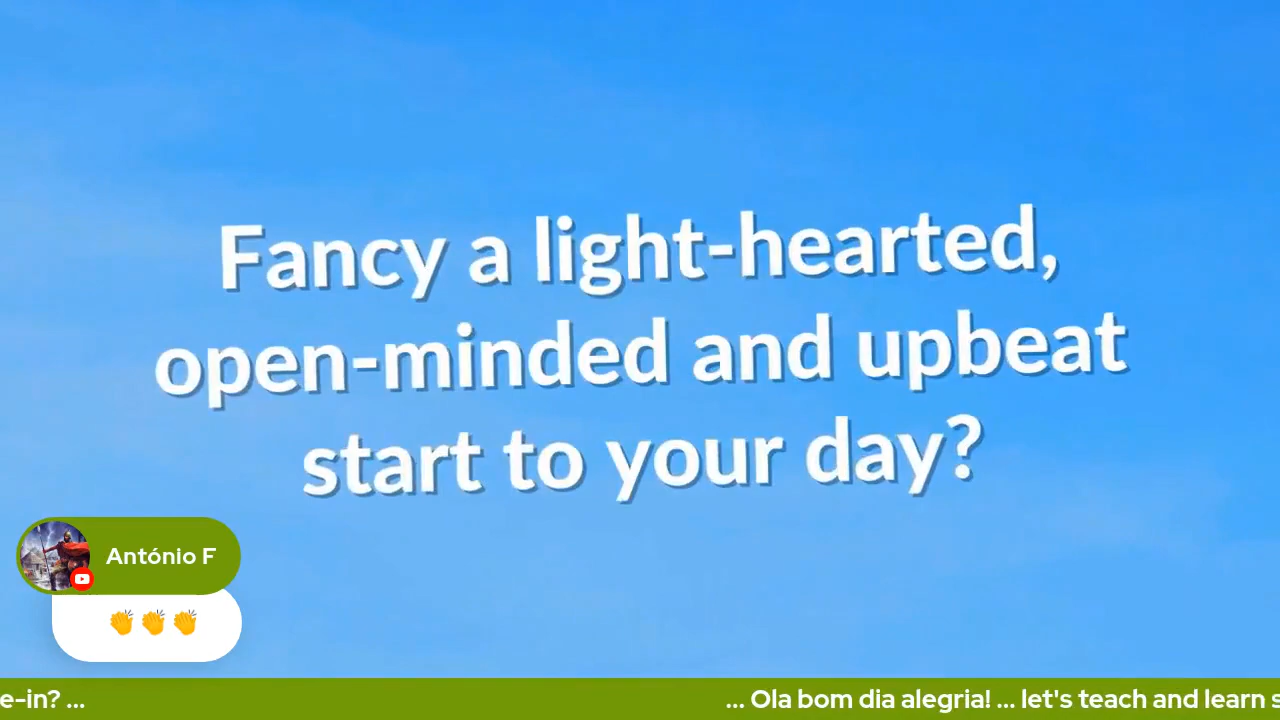 Fancy a light-hearted,
open-minded and upbeat
start to your day?
António F
👏👏👏
e-in? ...
... Ola bom dia alegria! ... let's teach and learn s